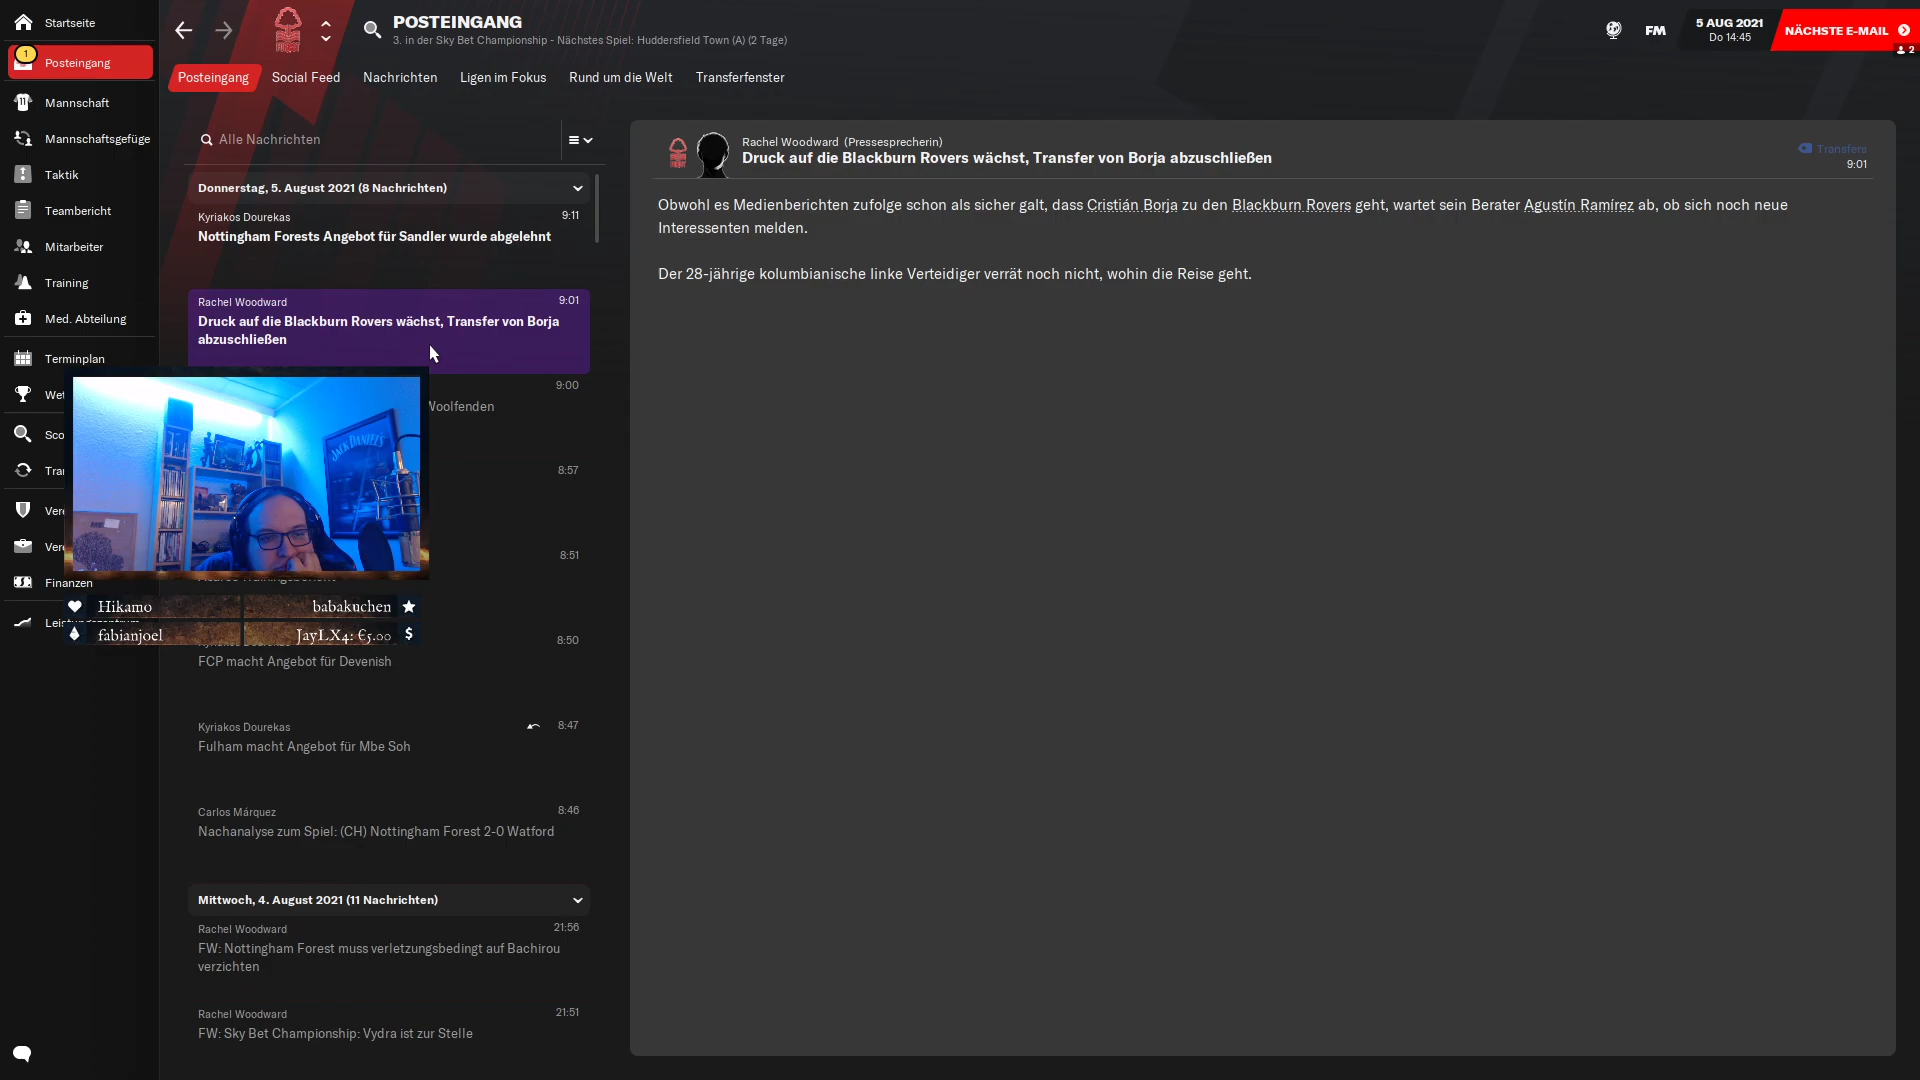 Startseite
1
Posteingang
Mannschaft
Mannschaftsgefüge
Taktik
Teambericht
Mitarbeiter
Training
Med. Abteilung
Terminplan
Wet
Sco
Tra
Ver
Ver
Finanzen
POSTEINGANG
3. in der Sky Bet Championship - Nächstes Spiel: Huddersfield Town (A) (2 Tage)
FM
5 AUG 2021
Do 14:45
NÄCHSTE E-MAIL
2
Posteingang
Social Feed
Nachrichten
Ligen im Fokus
Rund um die Welt
Transferfenster
Alle Nachrichten
Donnerstag, 5. August 2021 (8 Nachrichten)
Kyriakos Dourekas 9:11
Nottingham Forests Angebot für Sandler wurde abgelehnt
Rachel Woodward 9:01
Druck auf die Blackburn Rovers wächst, Transfer von Borja
abzuschließen
9:00
Woolfenden
8:57
8:51
8:50
FCP macht Angebot für Devenish
Kyriakos Dourekas 8:47
Fulham macht Angebot für Mbe Soh
Carlos Márquez 8:46
Nachanalyse zum Spiel: (CH) Nottingham Forest 2-0 Watford
Mittwoch, 4. August 2021 (11 Nachrichten)
Rachel Woodward 21:56
FW: Nottingham Forest muss verletzungsbedingt auf Bachirou
verzichten
Rachel Woodward 21:51
FW: Sky Bet Championship: Vydra ist zur Stelle
JACK DANIEL'S
Hikamo
babakuchen
fabianjoel
JayLX4: €5.00
Rachel Woodward (Pressesprecherin)
Druck auf die Blackburn Rovers wächst, Transfer von Borja abzuschließen
Transfers
9:01
Obwohl es Medienberichten zufolge schon als sicher galt, dass Cristián Borja zu den Blackburn Rovers geht, wartet sein Berater Agustín Ramírez ab, ob sich noch neue
Interessenten melden.
Der 28-jährige kolumbianische linke Verteidiger verrät noch nicht, wohin die Reise geht.